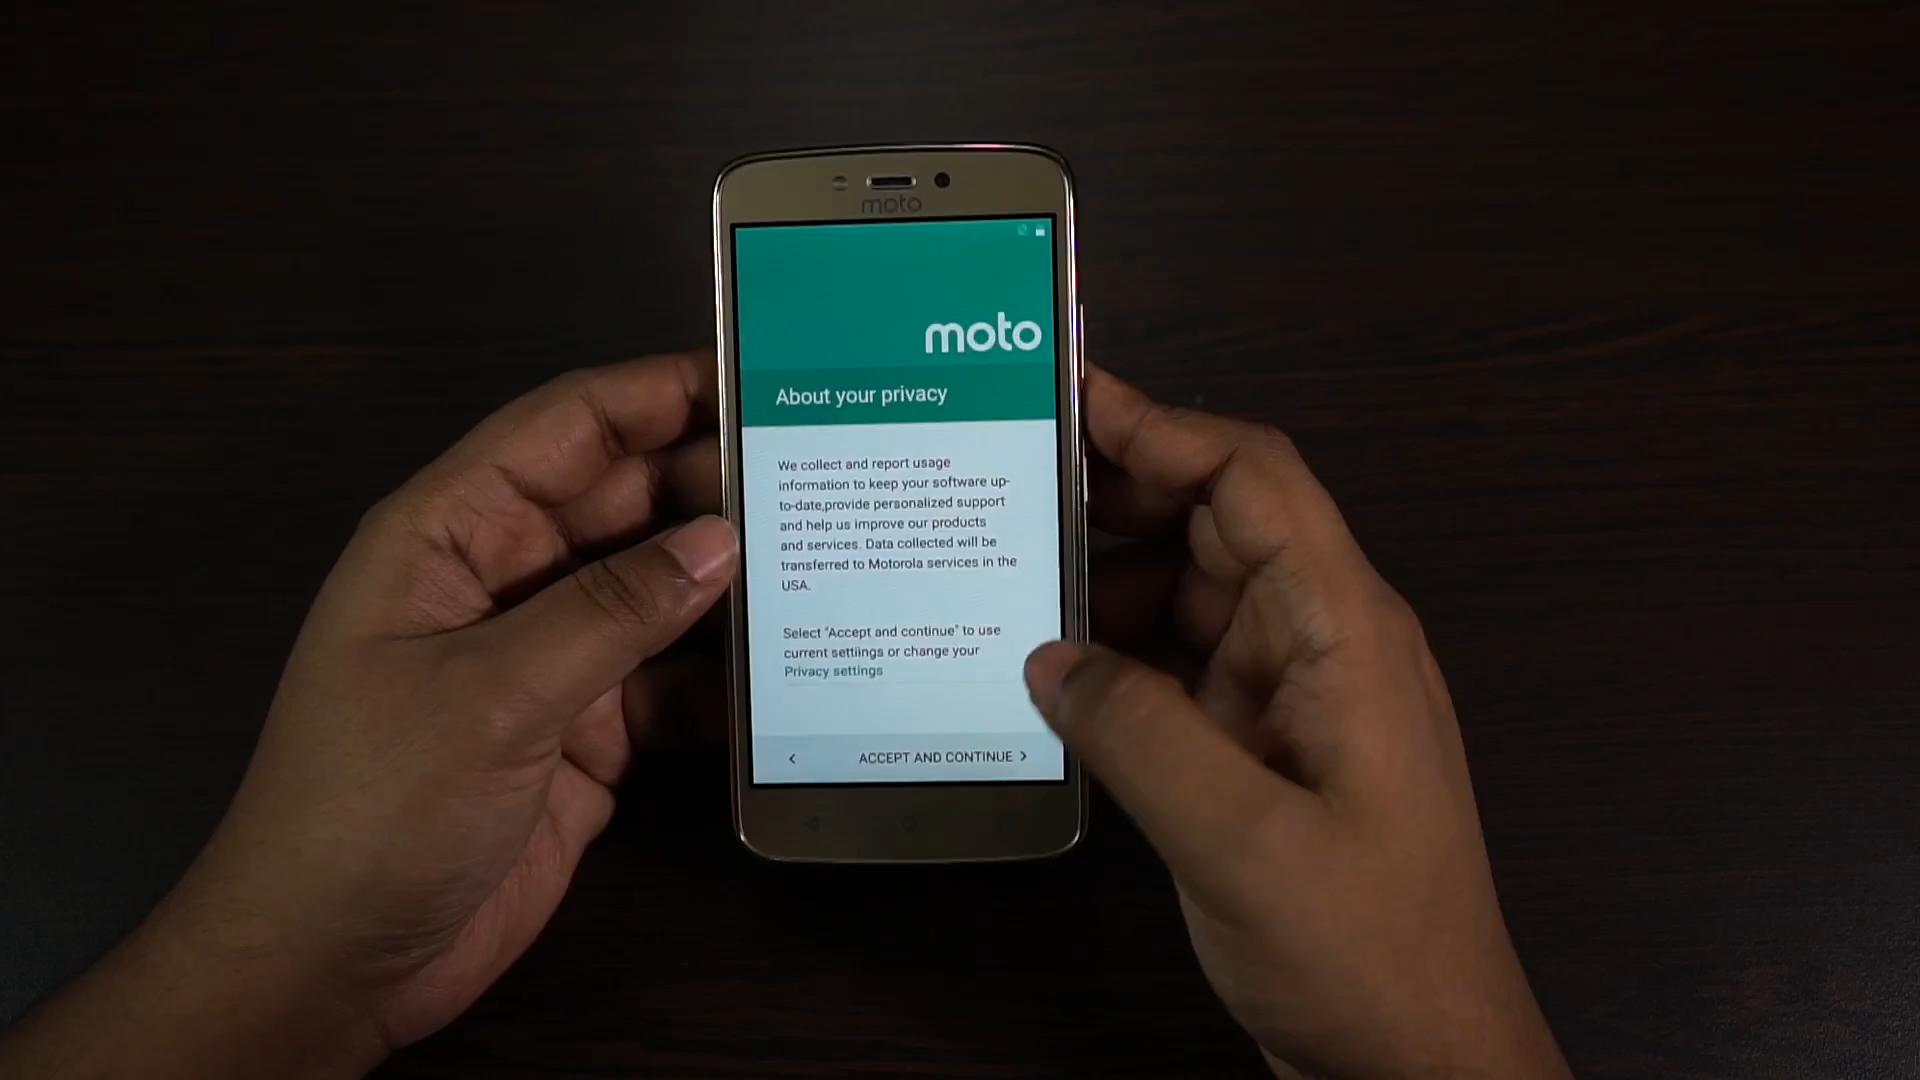 moto
moto
About your privacy
We collect and report usage
information to keep your software up-
to-date,provide personalized support
and help us improve our products
and services. Data collected will be
transferred to Motorola services in the
USA.
Select "Accept and continue" to use
current settiings or change your
Privacy settings
< ACCEPT AND CONTINUE >